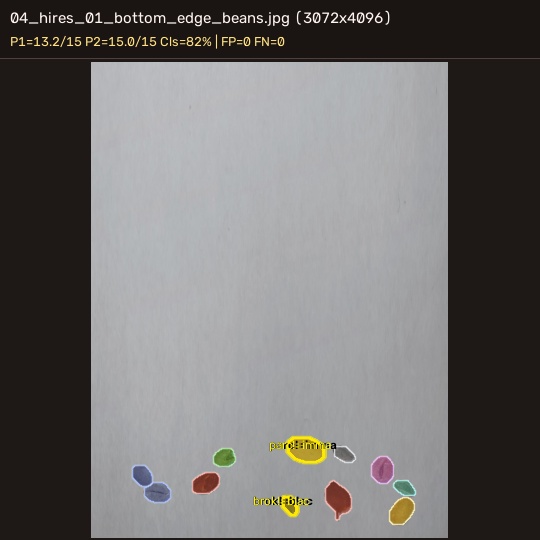 04_hires_01_bottom_edge_beans.jpg (3072x4096)
P1=13.2/15 P2=15.0/15 Cls=82% | FP=0 FN=0